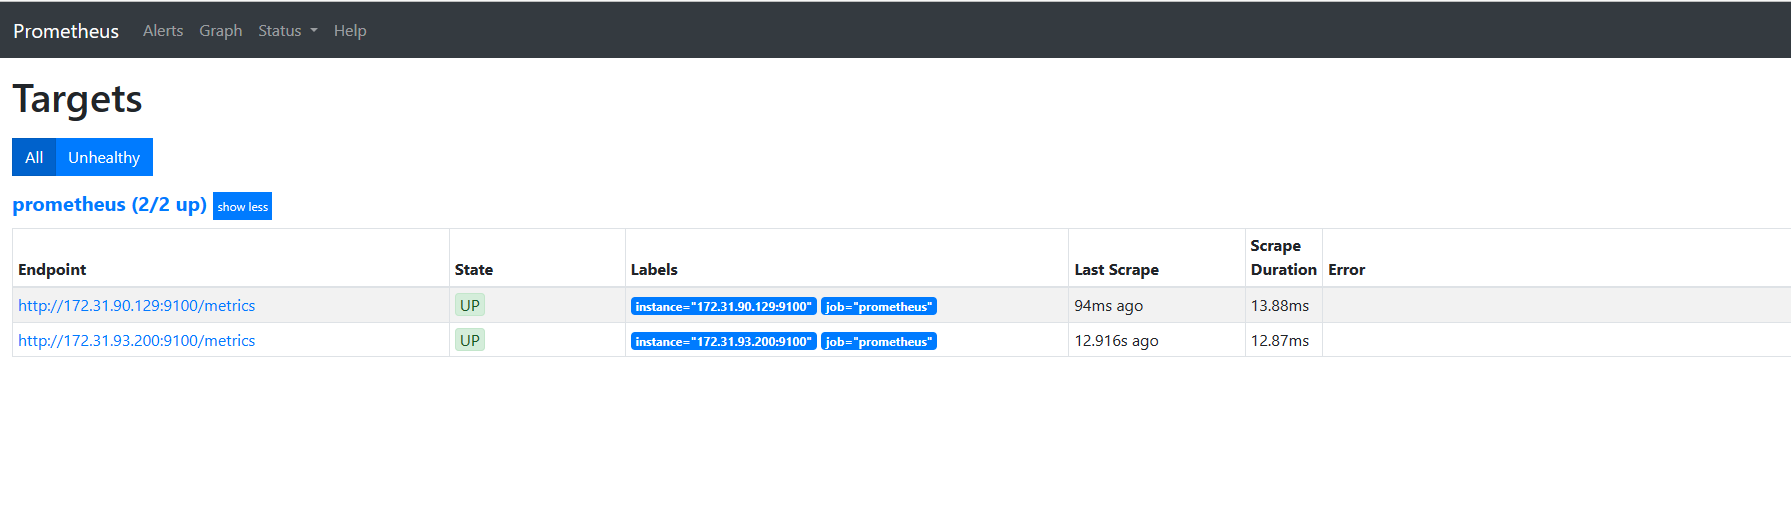 Prometheus Alerts Graph Status Help
Targets
All Unhealthy
prometheus (2/2 up) show less
Endpoint State Labels Last Scrape Scrape Duration Error
http://172.31.90.129:9100/metrics UP instance="172.31.90.129:9100" job="prometheus" 94ms ago 13.88ms
http://172.31.93.200:9100/metrics UP instance="172.31.93.200:9100" job="prometheus" 12.916s ago 12.87ms